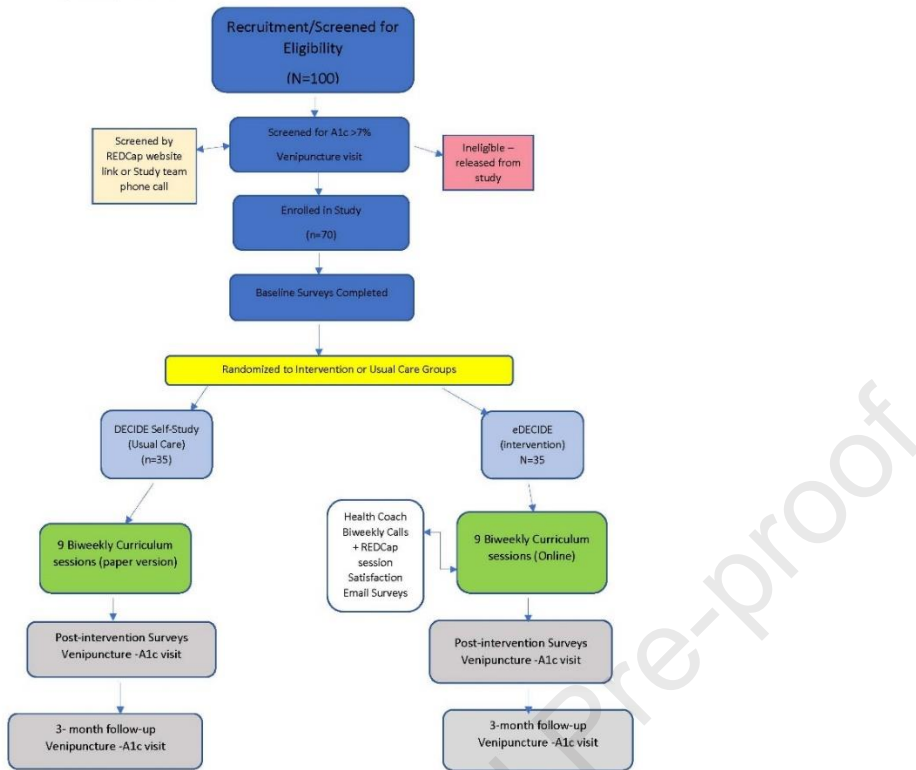 Recruitment/Screened for
Eligibility
(N=100)
Screened by
REDCap website
link or Study team
phone call
Screened for A1c >7%
Venipuncture visit
Ineligible –
released from
study
Enrolled in Study
(n=70)
Baseline Surveys Completed
Randomized to Intervention or Usual Care Groups
DECIDE Self-Study
(Usual Care)
(n=35)
eDECIDE
(intervention)
N=35
9 Biweekly Curriculum
sessions (paper version)
Health Coach
Biweekly Calls
+ REDCap
session
Satisfaction
Email Surveys
9 Biweekly Curriculum
sessions (Online)
Post-intervention Surveys
Venipuncture -A1c visit
Post-intervention Surveys
Venipuncture -A1c visit
3- month follow-up
Venipuncture -A1c visit
3-month follow-up
Venipuncture -A1c visit
Pre-proof